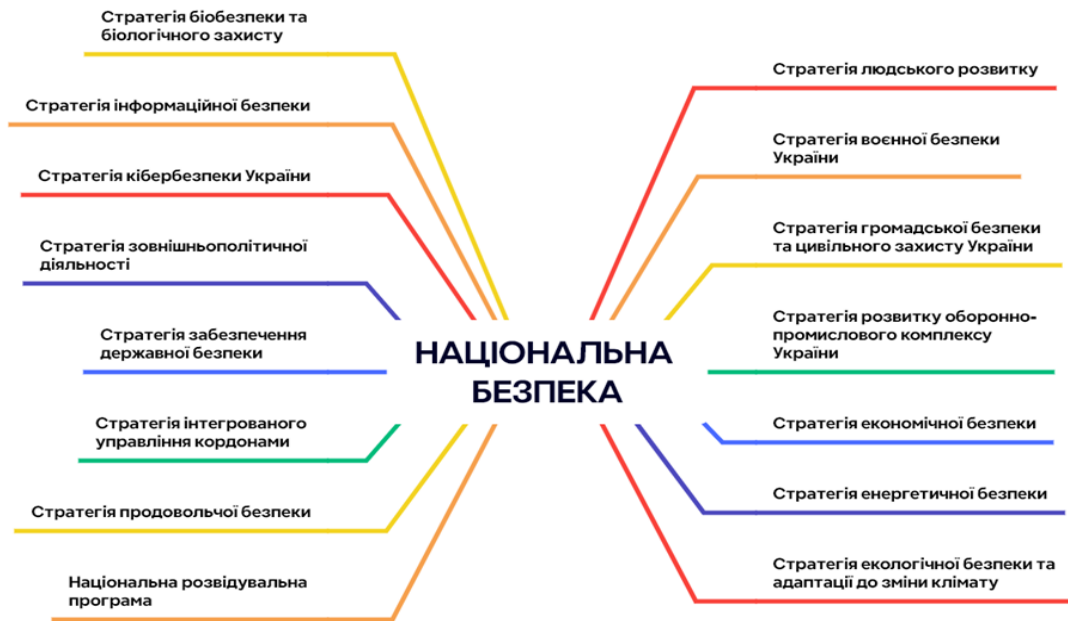 Стратегія біобезпеки та
біологічного захисту
Стратегія інформаційної безпеки
Стратегія кібербезпеки України
Стратегія зовнішньополітичної
діяльності
Стратегія забезпечення
державної безпеки
Стратегія інтегрованого
управління кордонами
Стратегія продовольчої безпеки
Національна розвідувальна
програма
НАЦІОНАЛЬНА
БЕЗПЕКА
Стратегія людського розвитку
Стратегія воєнної безпеки
України
Стратегія громадської безпеки
та цивільного захисту України
Стратегія розвитку оборонно-
промислового комплексу
України
Стратегія економічної безпеки
Стратегія енергетичної безпеки
Стратегія екологічної безпеки та
адаптації до зміни клімату